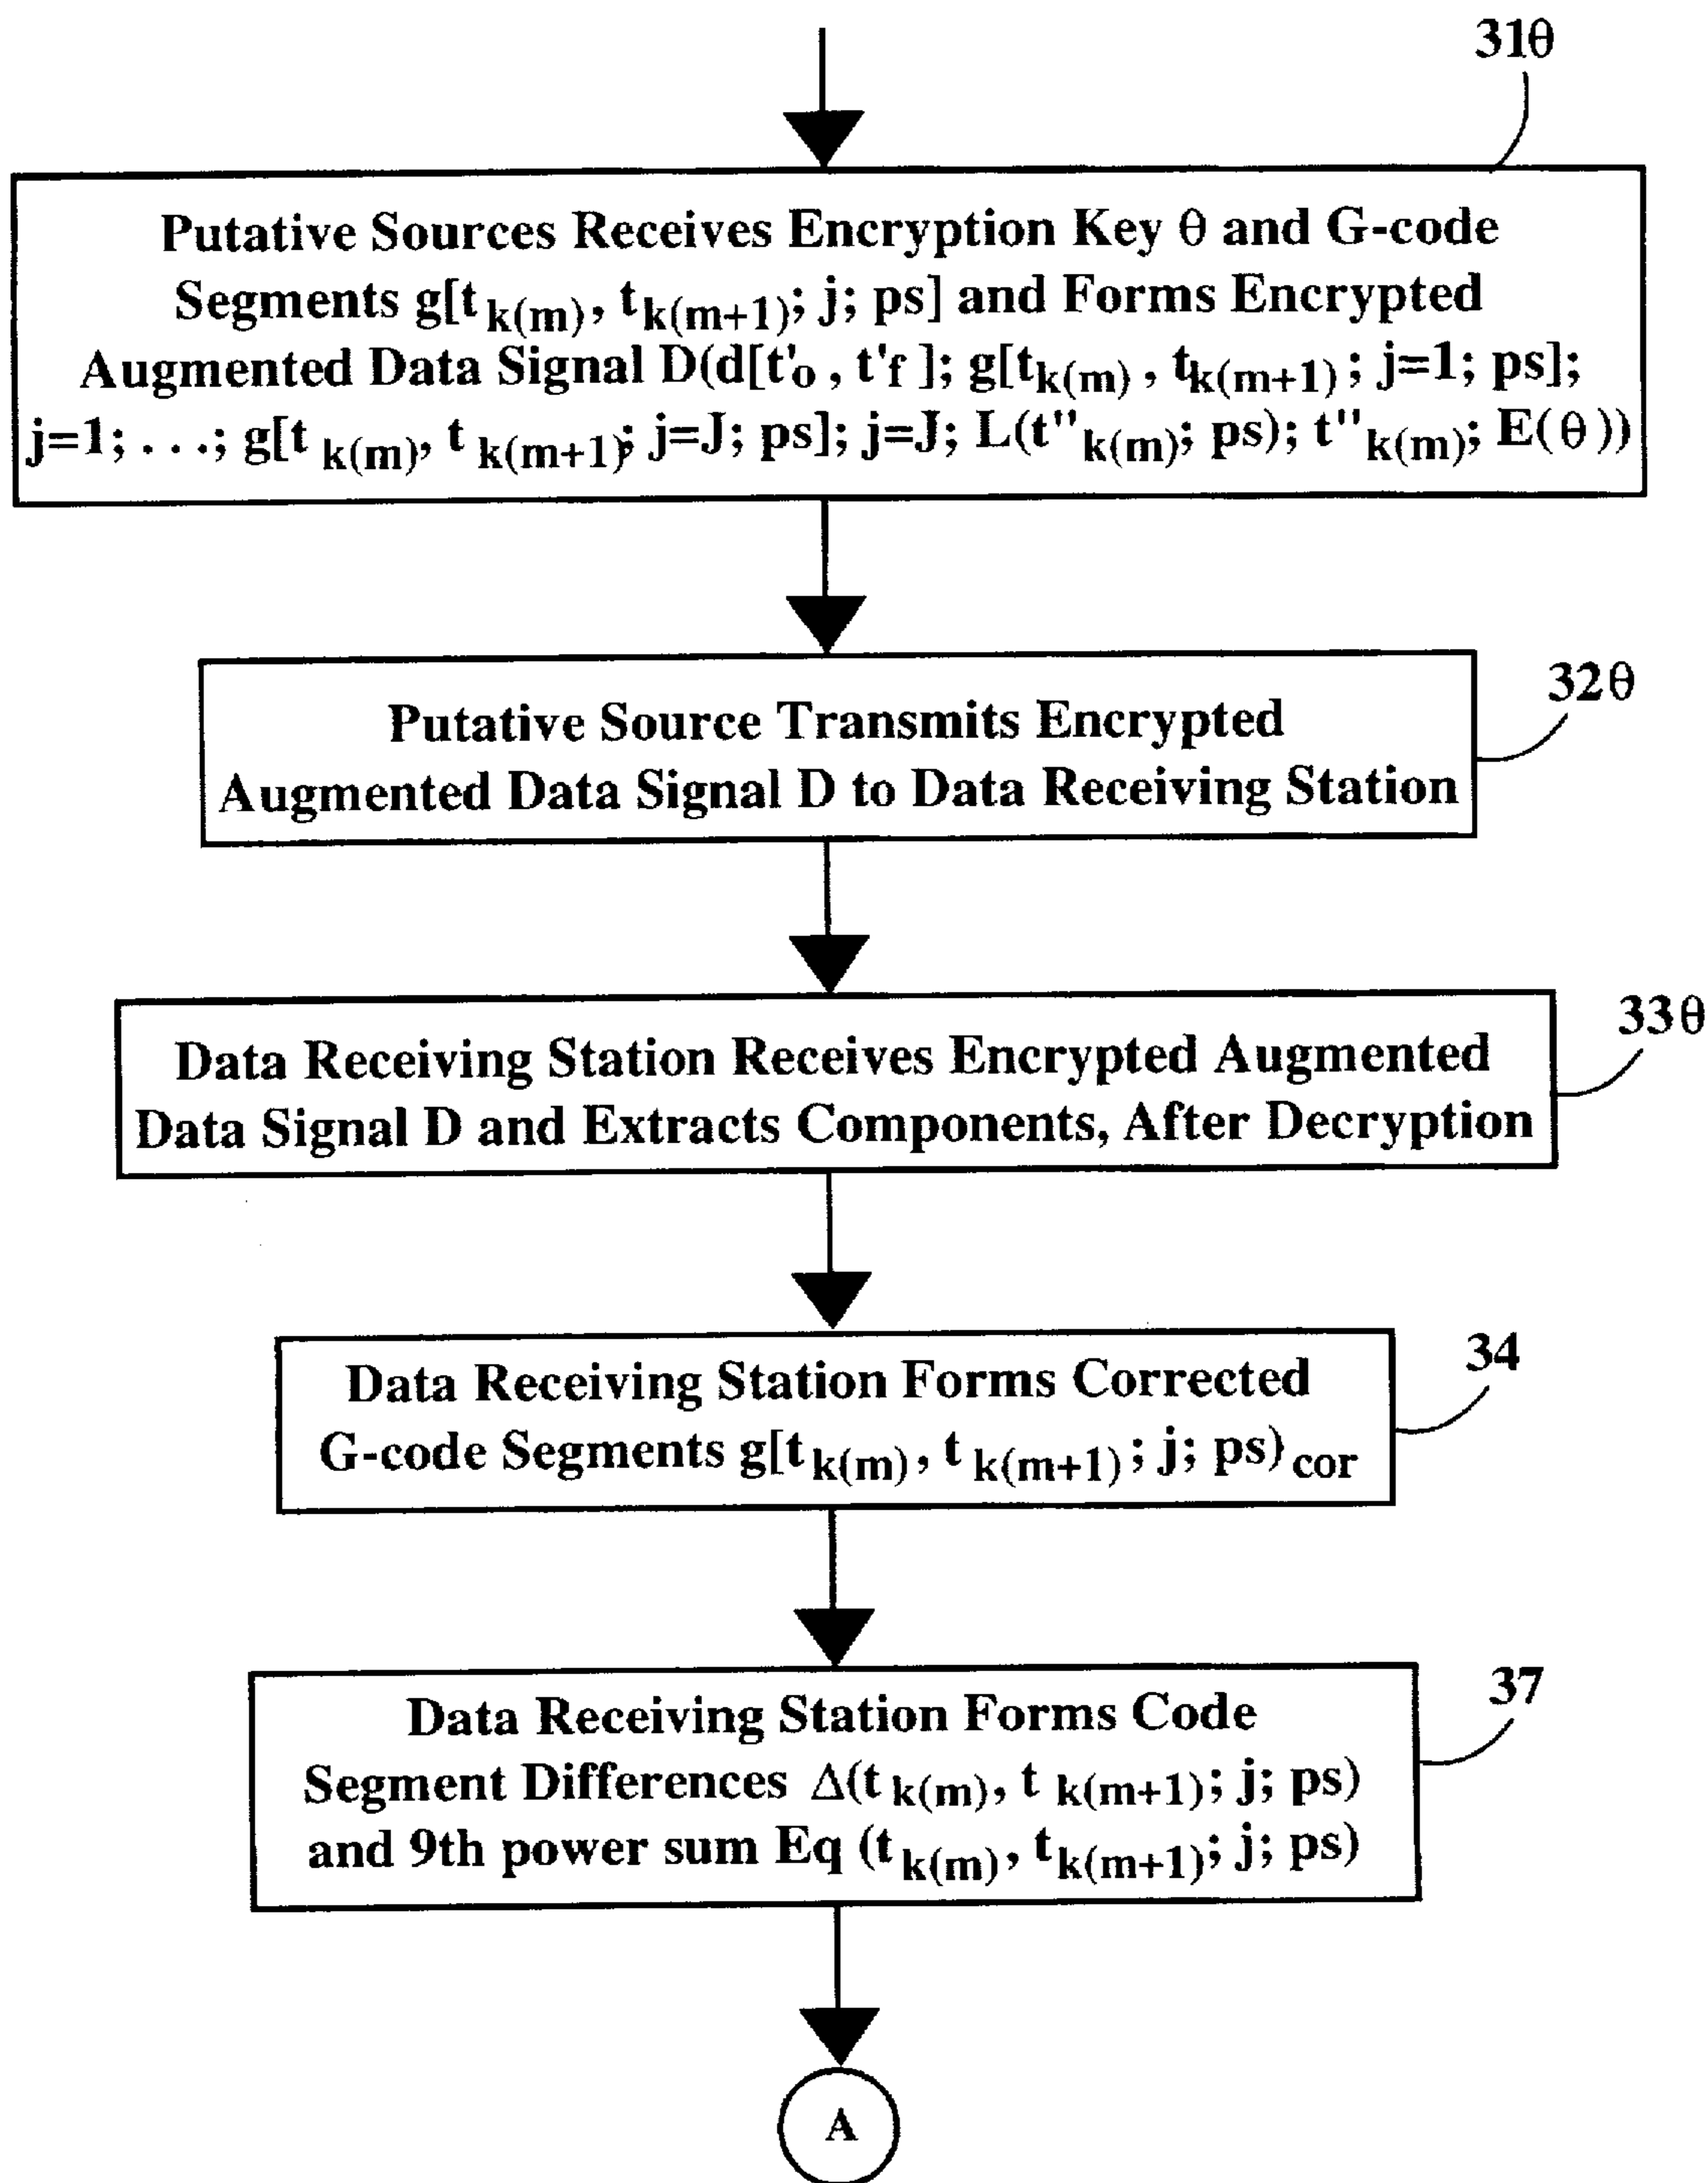 31θ
Putative Sources Receives Encryption Key θ and G-code
Segments g[t k(m), t k(m+1); j; ps] and Forms Encrypted
Augmented Data Signal D(d[t'o , t'f ]; g[tk(m) , tk(m+1) ; j=1; ps];
j=1; . . .; g[t k(m), t k(m+1); j=J; ps]; j=J; L(t''k(m); ps); t''k(m); E(θ))
32θ
Putative Source Transmits Encrypted
Augmented Data Signal D to Data Receiving Station
33θ
Data Receiving Station Receives Encrypted Augmented
Data Signal D and Extracts Components, After Decryption
34
Data Receiving Station Forms Corrected
G-code Segments g[t k(m), t k(m+1) ; j; ps) cor
37
Data Receiving Station Forms Code
Segment Differences Δ(t k(m), t k(m+1); j; ps)
and 9th power sum Eq (t k(m), t k(m+1); j; ps)
A